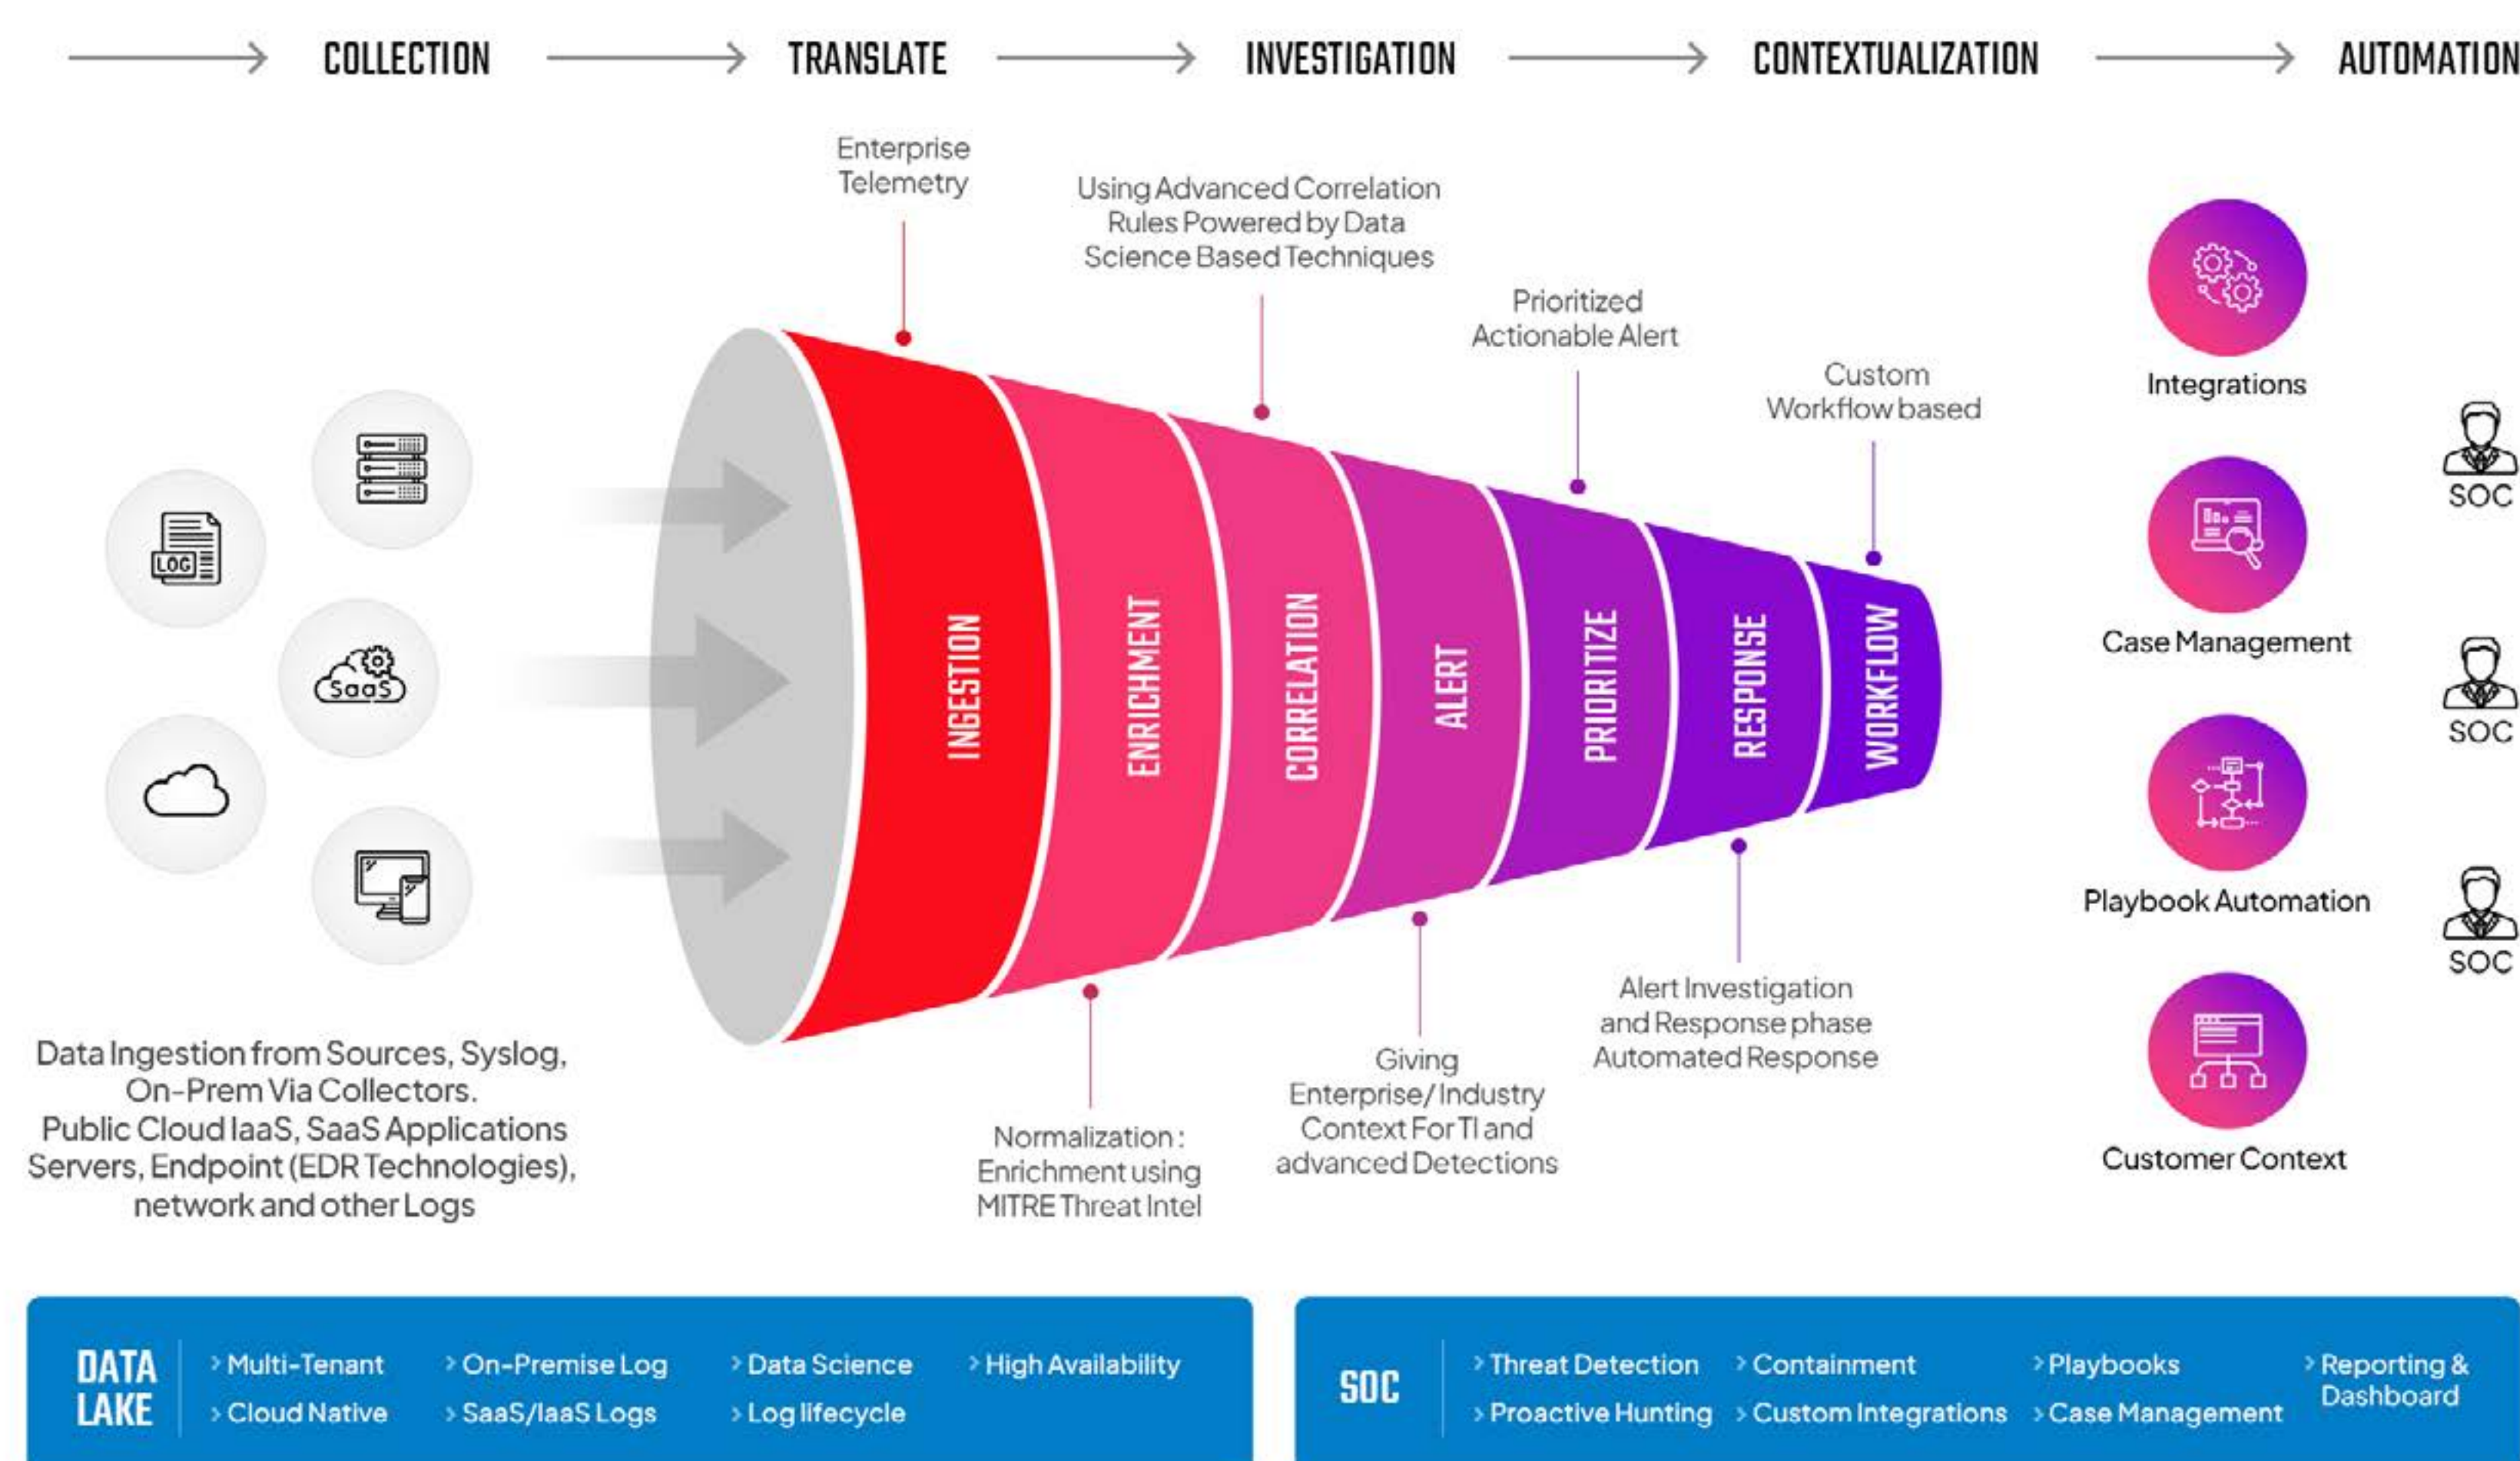 COLLECTION
TRANSLATE
INVESTIGATION
CONTEXTUALIZATION
AUTOMATION
LOG
SaaS
Data Ingestion from Sources, Syslog,
On-Prem Via Collectors.
Public Cloud IaaS, SaaS Applications
Servers, Endpoint (EDR Technologies),
network and other Logs
Enterprise
Telemetry
Using Advanced Correlation
Rules Powered by Data
Science Based Techniques
Prioritized
Actionable Alert
Custom
Workflow based
INGESTION
ENRICHMENT
CORRELATION
ALERT
PRIORITIZE
RESPONSE
WORKFLOW
Normalization :
Enrichment using
MITRE Threat Intel
Giving
Enterprise/ Industry
Context For TI and
advanced Detections
Alert Investigation
and Response phase
Automated Response
Integrations
Case Management
Playbook Automation
Customer Context
SOC
SOC
SOC
DATA
LAKE
> Multi-Tenant
> Cloud Native
> On-Premise Log
> SaaS/IaaS Logs
> Data Science
> Log lifecycle
> High Availability
SOC
> Threat Detection
> Proactive Hunting
> Containment
> Custom Integrations
> Playbooks
> Case Management
> Reporting &
Dashboard